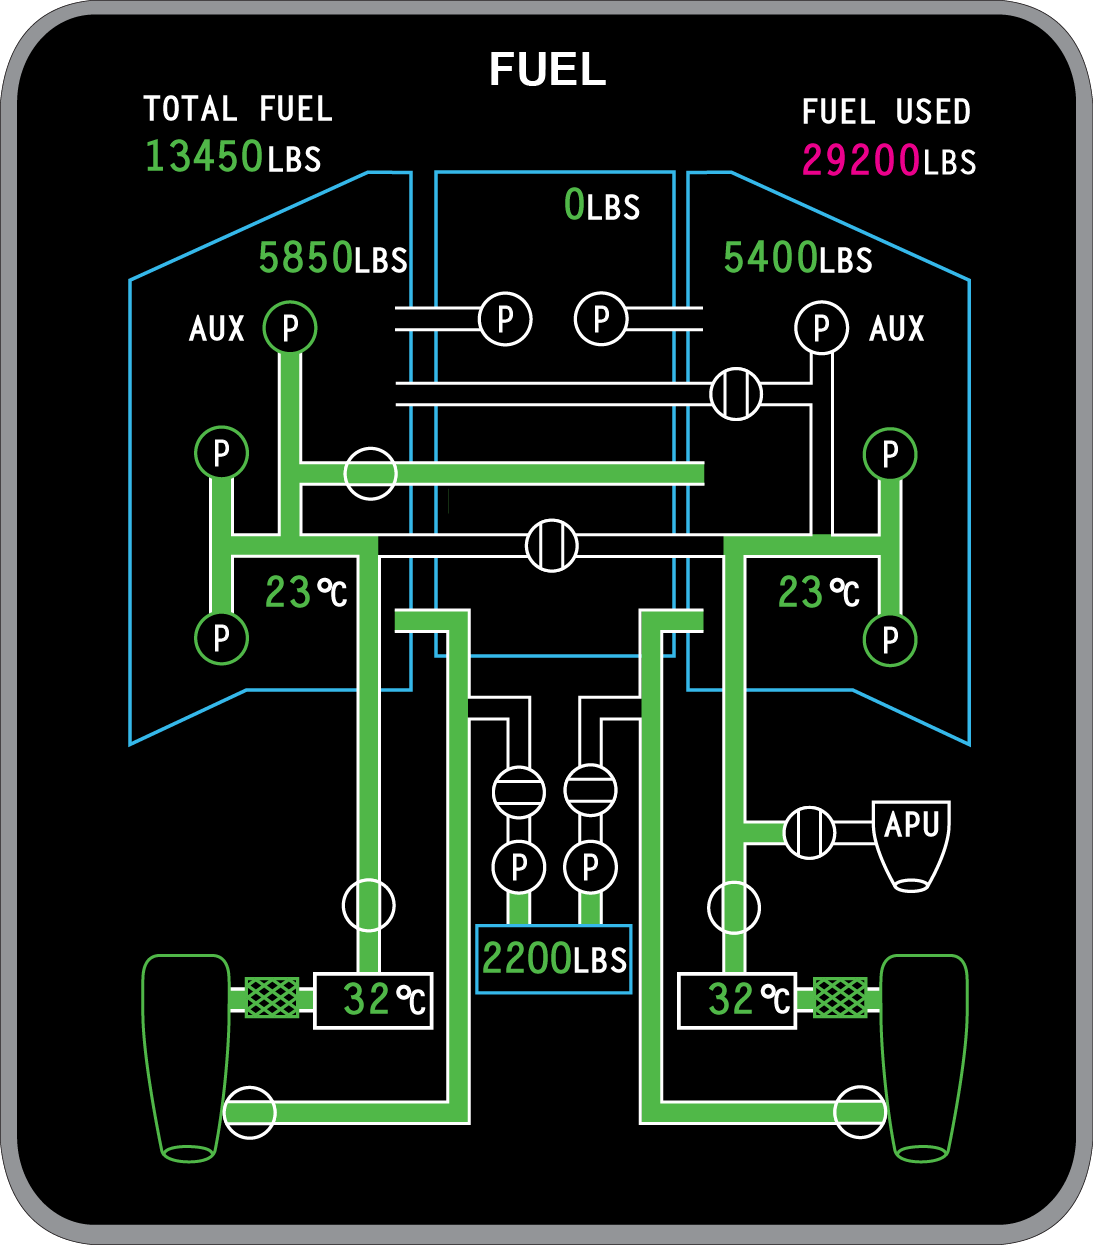 FUEL
TOTAL FUEL
13450LBS
FUEL USED
29200LBS
0LBS
5850LBS
5400LBS
AUX P
P P
P AUX
P
P
23°C
23°C
P
P
APU
P P
2200LBS
32°C
32°C